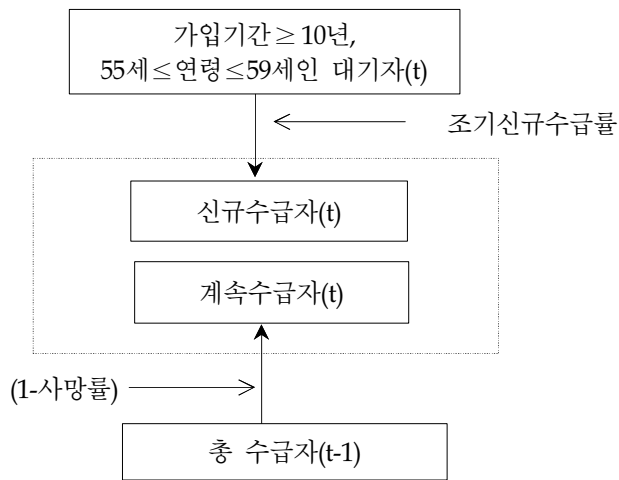 가입기간≥10년,
55세≤연령≤59세인 대기자(t)
조기신규수급률
신규수급자(t)
계속수급자(t)
(1-사망률)
총 수급자(t-1)